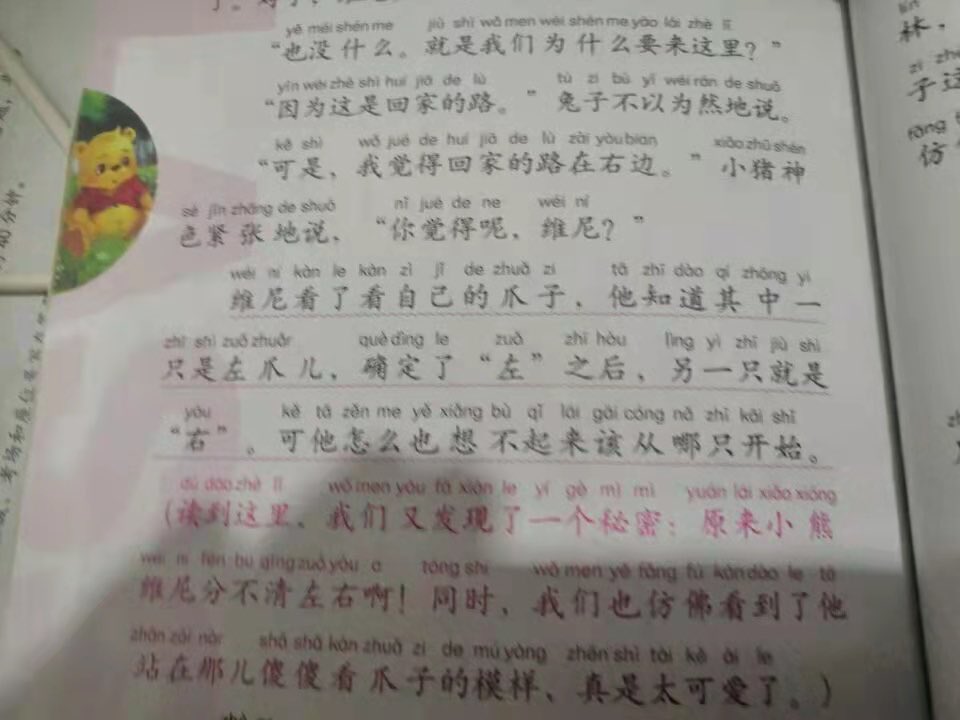 yě méi shén me jiù shì wǒ men wèi shén me yào lái zhè lǐ
“也没什么。就是我们为什么要来这里？”
yīn wèi zhè shì huí jiā de lù tù zi bù yǐ wéi rán de shuō
“因为这是回家的路。”兔子不以为然地说。
kě shì wǒ jué de huí jiā de lù zài yòu bian xiǎo zhū shén
“可是，我觉得回家的路在右边。”小猪神
sè jǐn zhāng de shuō nǐ jué de ne wéi ní
色紧张地说，“你觉得呢，维尼？”
wéi ní kàn le kàn zì jǐ de zhuǎ zi tā zhī dào qí zhōng yì
维尼看了看自己的爪子，他知道其中一
zhī shì zuǒ zhuǎr què dìng le zuǒ zhī hòu lìng yì zhī jiù shì
只是左爪儿，确定了“左”之后，另一只就是
yòu kě tā zěn me yě xiǎng bù qǐ lái gāi cóng nǎ zhī kāi shǐ
“右”。可他怎么也想不起来该从哪只开始。
dú dào zhè lǐ wǒ men yòu fā xiàn le yí gè mì mì yuán lái xiǎo xióng
（读到这里，我们又发现了一个秘密：原来小熊
wéi ní fēn bu qīng zuǒ yòu a tóng shí wǒ men yě fǎng fú kàn dào le tā
维尼分不清左右啊！同时，我们也仿佛看到了他
zhàn zài nàr shǎ shǎ kàn zhuǎ zi de mú yàng zhēn shì tài kě ài le
站在那儿傻傻看爪子的模样，真是太可爱了。）
lín
林，
子这
fǎng
仿